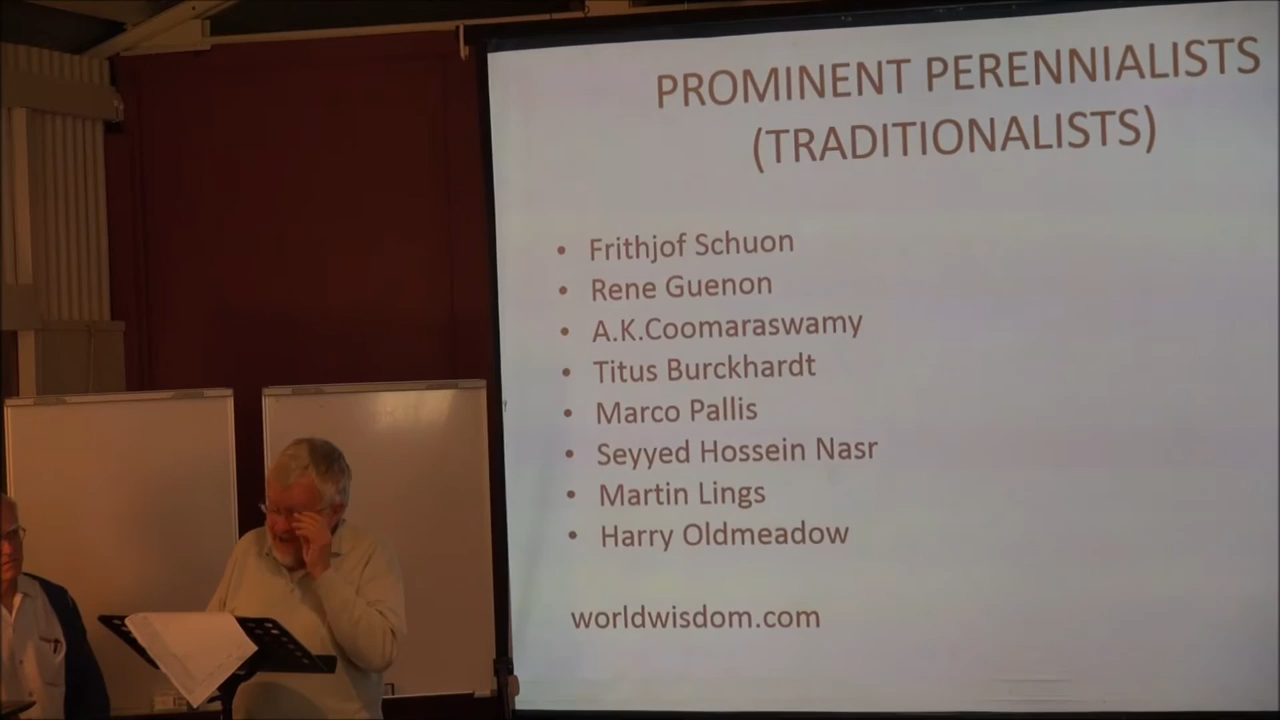 PROMINENT PERENNIALISTS
(TRADITIONALISTS)
• Frithjof Schuon
• Rene Guenon
• A.K.Coomaraswamy
• Titus Burckhardt
• Marco Pallis
• Seyyed Hossein Nasr
• Martin Lings
• Harry Oldmeadow
worldwisdom.com